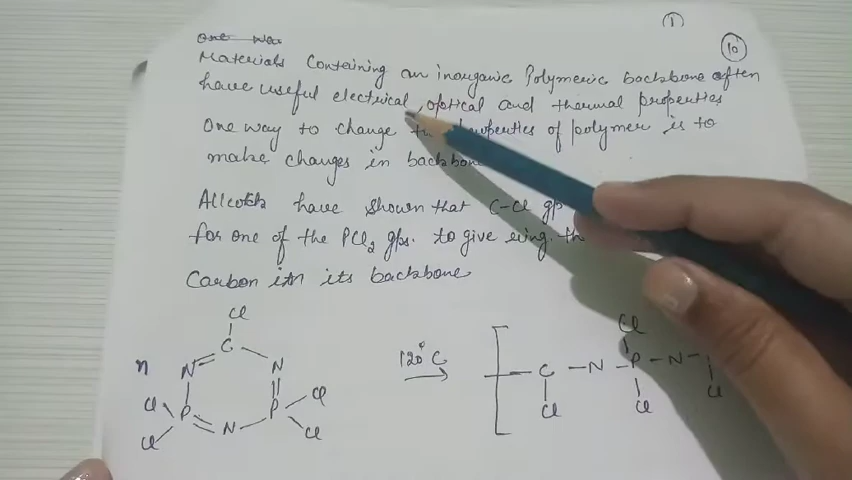 ①
⑩
Materials containing an inorganic Polymeric backbone often
have useful electrical, optical and thermal properties
One way to change the properties of polymer is to
make changes in backbone
Allcock have shown that C-Cl gp
for one of the PCl2 gps. to give ring. th
Carbon in its backbone
Cl
C
n N N
Cl P P Cl
Cl N Cl
120°C
Cl
C - N - P - N -
Cl Cl Cl